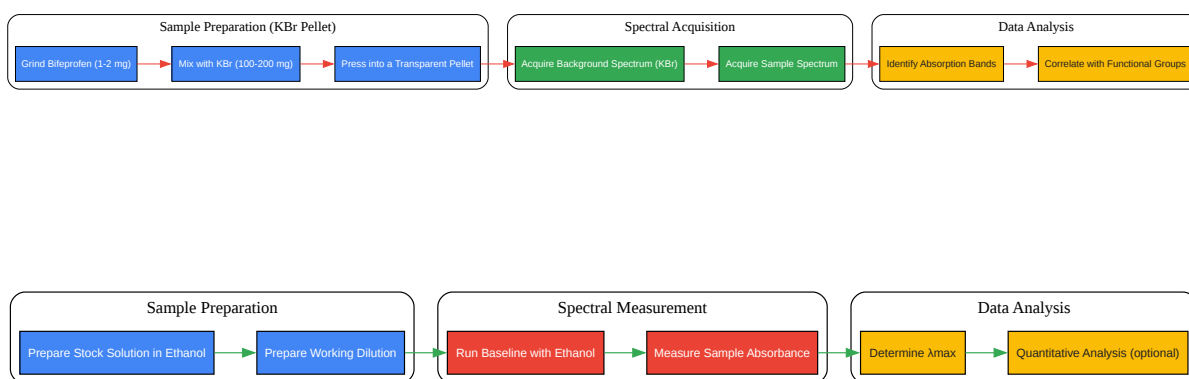 Sample Preparation (KBr Pellet)
Spectral Acquisition
Data Analysis
Grind Bifeprofen (1-2 mg)
Mix with KBr (100-200 mg)
Press into a Transparent Pellet
Acquire Background Spectrum (KBr)
Acquire Sample Spectrum
Identify Absorption Bands
Correlate with Functional Groups
Sample Preparation
Spectral Measurement
Data Analysis
Prepare Stock Solution in Ethanol
Prepare Working Dilution
Run Baseline with Ethanol
Measure Sample Absorbance
Determine λmax
Quantitative Analysis (optional)